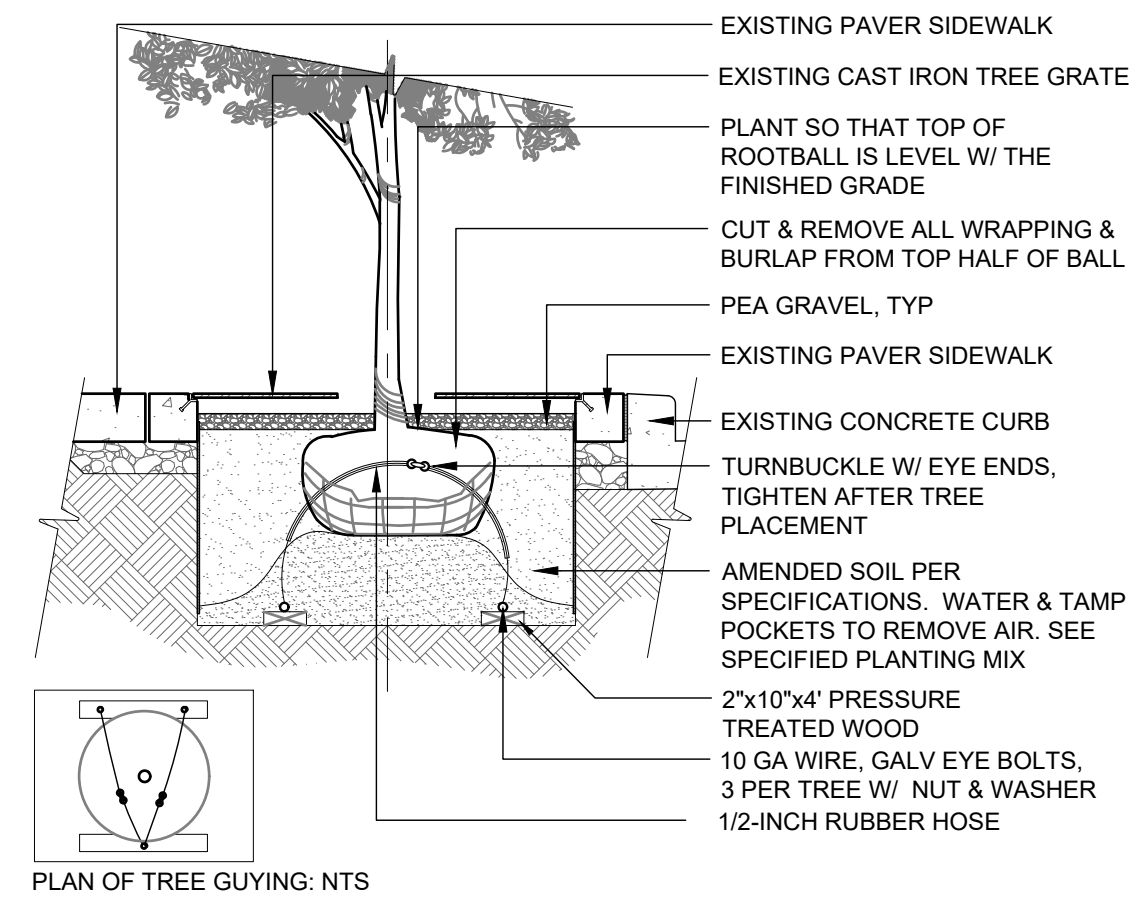 EXISTING PAVER SIDEWALK
EXISTING CAST IRON TREE GRATE
PLANT SO THAT TOP OF
ROOTBALL IS LEVEL W/ THE
FINISHED GRADE
CUT & REMOVE ALL WRAPPING &
BURLAP FROM TOP HALF OF BALL
PEA GRAVEL, TYP
EXISTING PAVER SIDEWALK
EXISTING CONCRETE CURB
TURNBUCKLE W/ EYE ENDS,
TIGHTEN AFTER TREE
PLACEMENT
AMENDED SOIL PER
SPECIFICATIONS. WATER & TAMP
POCKETS TO REMOVE AIR. SEE
SPECIFIED PLANTING MIX
2"x10"x4' PRESSURE
TREATED WOOD
10 GA WIRE, GALV EYE BOLTS,
3 PER TREE W/ NUT & WASHER
1/2-INCH RUBBER HOSE
PLAN OF TREE GUYING: NTS